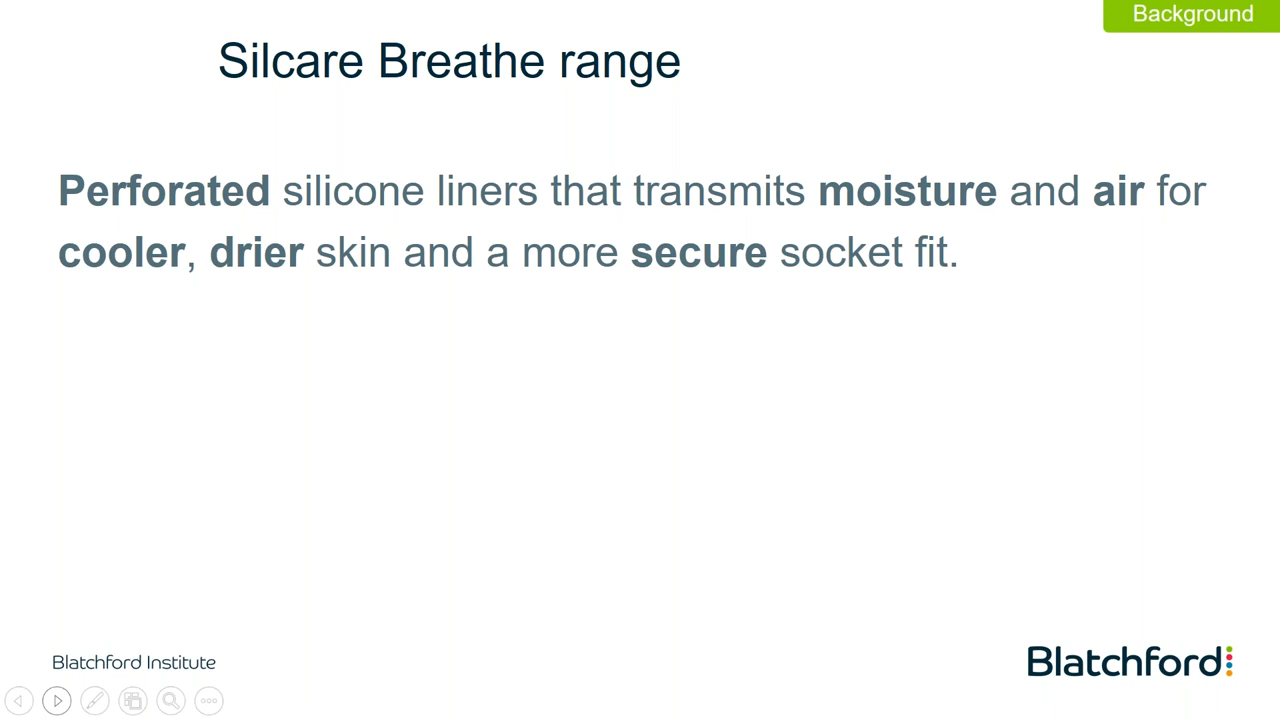 Background
Silcare Breathe range
Perforated silicone liners that transmits moisture and air for
cooler, drier skin and a more secure socket fit.
Blatchford Institute
Blatchford